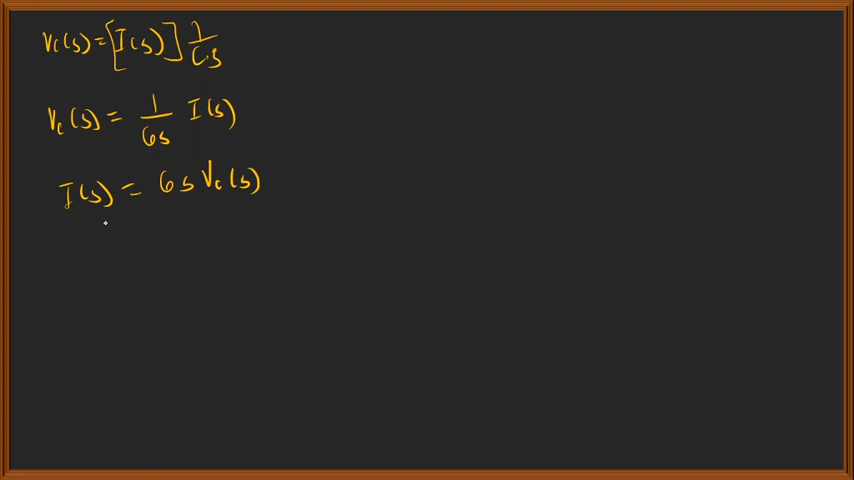 Vc(s)=[I(s)] 1/Cs
Vc(s) = 1/6s I(s)
I(s) = 6s Vc(s)